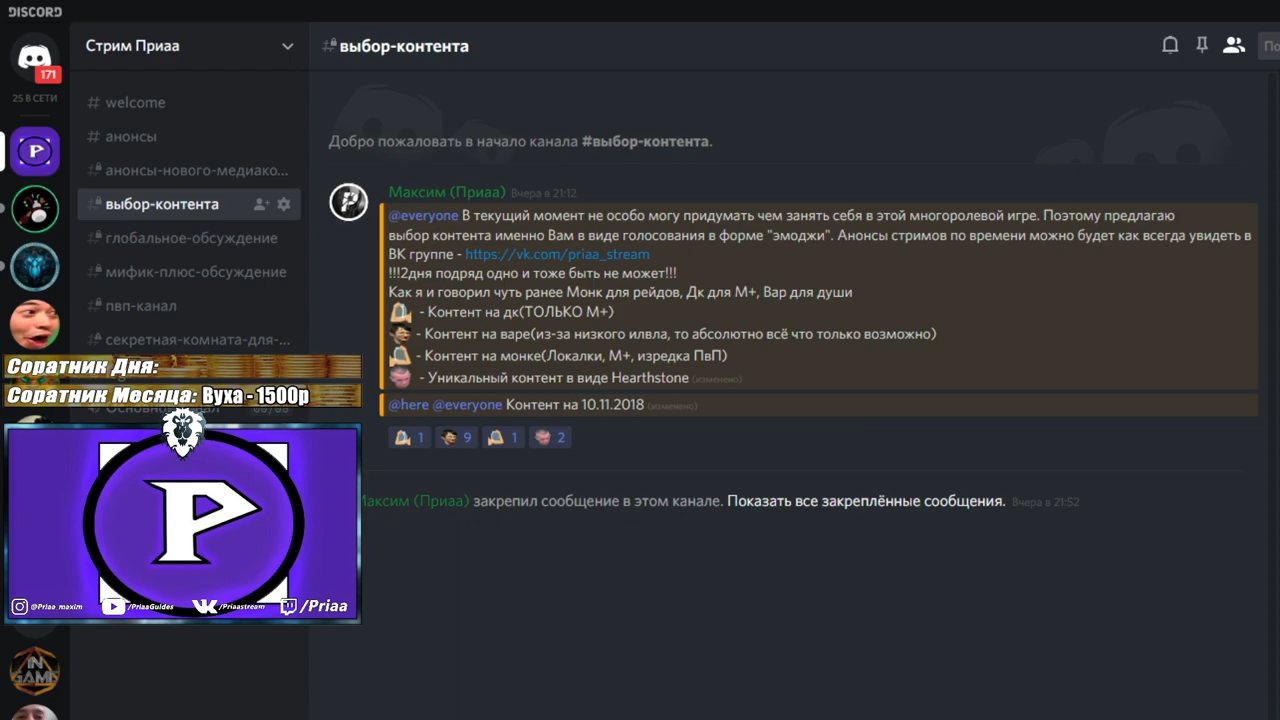 DISCORD
171
25 В СЕТИ
Стрим Приаа
welcome
анонсы
анонсы-нового-медиако...
выбор-контента
глобальное-обсуждение
мифик-плюс-обсуждение
пвп-канал
секретная-комната-для-...
Соратник Дня:
Соратник Месяца: Вуха - 1500р
P
@Priaa_maxim
/PriaaGuides
/Priaastream
/Priaa
IN GAME
выбор-контента
По
Добро пожаловать в начало канала #выбор-контента.
Максим (Приаа) Вчера в 21:12
@everyone В текущий момент не особо могу придумать чем занять себя в этой многоролевой игре. Поэтому предлагаю
выбор контента именно Вам в виде голосования в форме "эмоджи". Анонсы стримов по времени можно будет как всегда увидеть в
ВК группе - https://vk.com/priaa_stream
!!!2дня подряд одно и тоже быть не может!!!
Как я и говорил чуть ранее Монк для рейдов, Дк для М+, Вар для души
- Контент на дк(ТОЛЬКО М+)
- Контент на варе(из-за низкого илвла, то абсолютно всё что только возможно)
- Контент на монке(Локалки, М+, изредка ПвП)
- Уникальный контент в виде Hearthstone (изменено)
@here @everyone Контент на 10.11.2018 (изменено)
1 9 1 2
Максим (Приаа) закрепил сообщение в этом канале. Показать все закреплённые сообщения. Вчера в 21:52